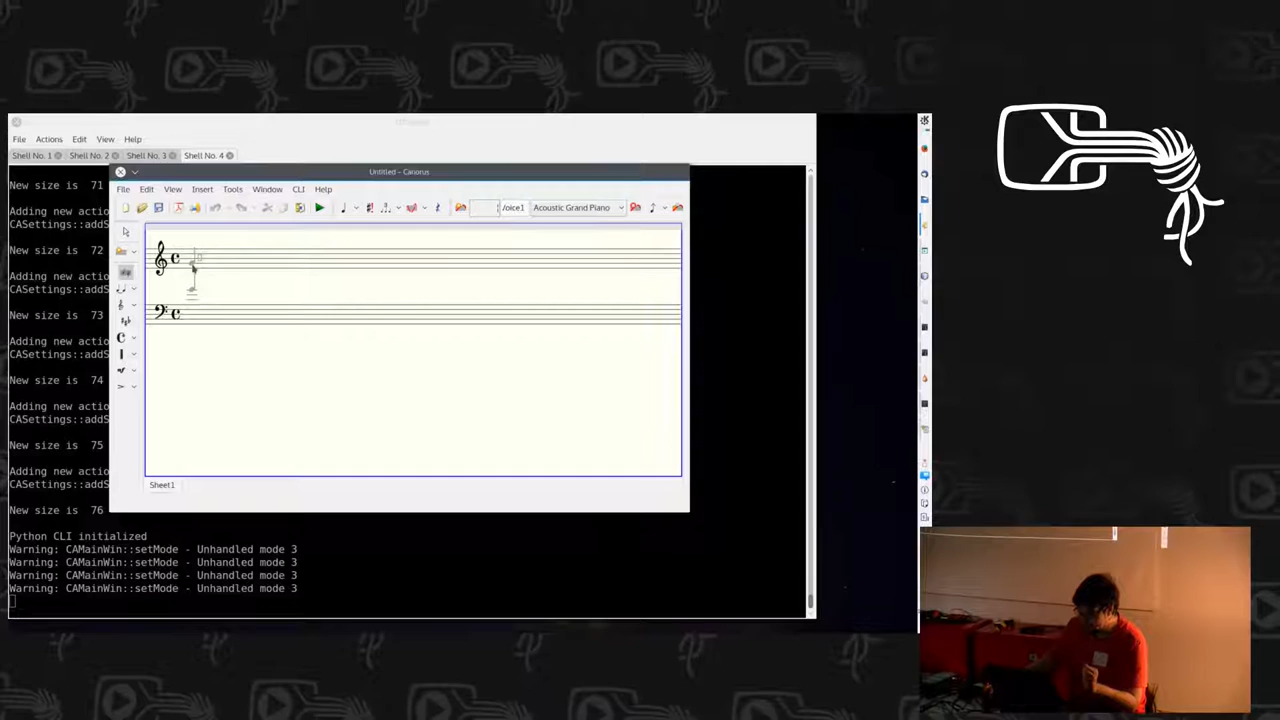 File Actions Edit View Help
Shell No. 1 Shell No. 2 Shell No. 3 Shell No. 4
New size is 71
Adding new actio
CASettings::addS
New size is 72
Adding new actio
CASettings::addS
New size is 73
Adding new actio
CASettings::addS
New size is 74
Adding new actio
CASettings::addS
New size is 75
Adding new actio
CASettings::addS
New size is 76
Python CLI initialized
Warning: CAMainWin::setMode - Unhandled mode 3
Warning: CAMainWin::setMode - Unhandled mode 3
Warning: CAMainWin::setMode - Unhandled mode 3
Warning: CAMainWin::setMode - Unhandled mode 3
Untitled – Canorus
File Edit View Insert Tools Window CLI Help
/oice1 Acoustic Grand Piano
Sheet1